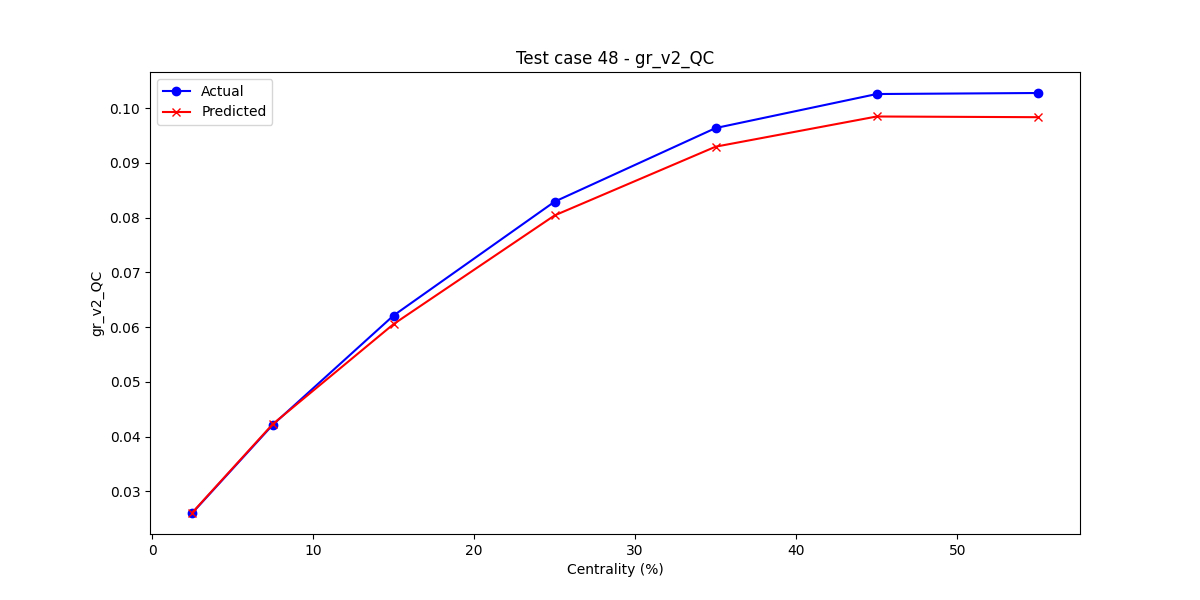 Test case 48 - gr_v2_QC
Actual
Predicted
gr_v2_QC
0.10
0.09
0.08
0.07
0.06
0.05
0.04
0.03
0 10 20 30 40 50
Centrality (%)